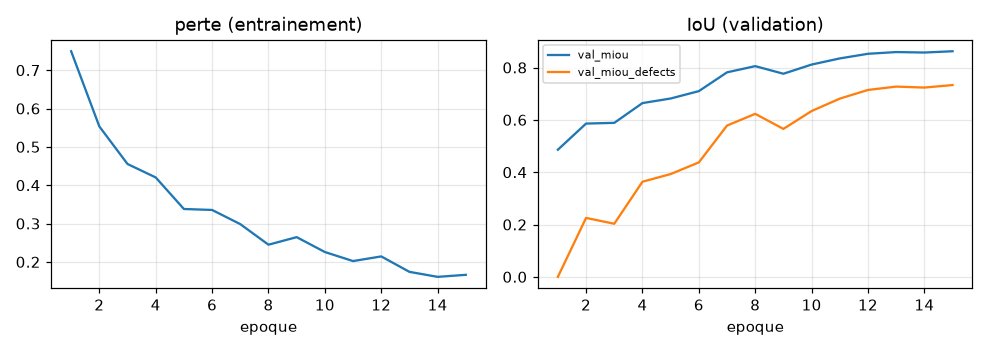 perte (entrainement)
0.7
0.6
0.5
0.4
0.3
0.2
2 4 6 8 10 12 14
epoque
IoU (validation)
val_miou
val_miou_defects
0.8
0.6
0.4
0.2
0.0
2 4 6 8 10 12 14
epoque